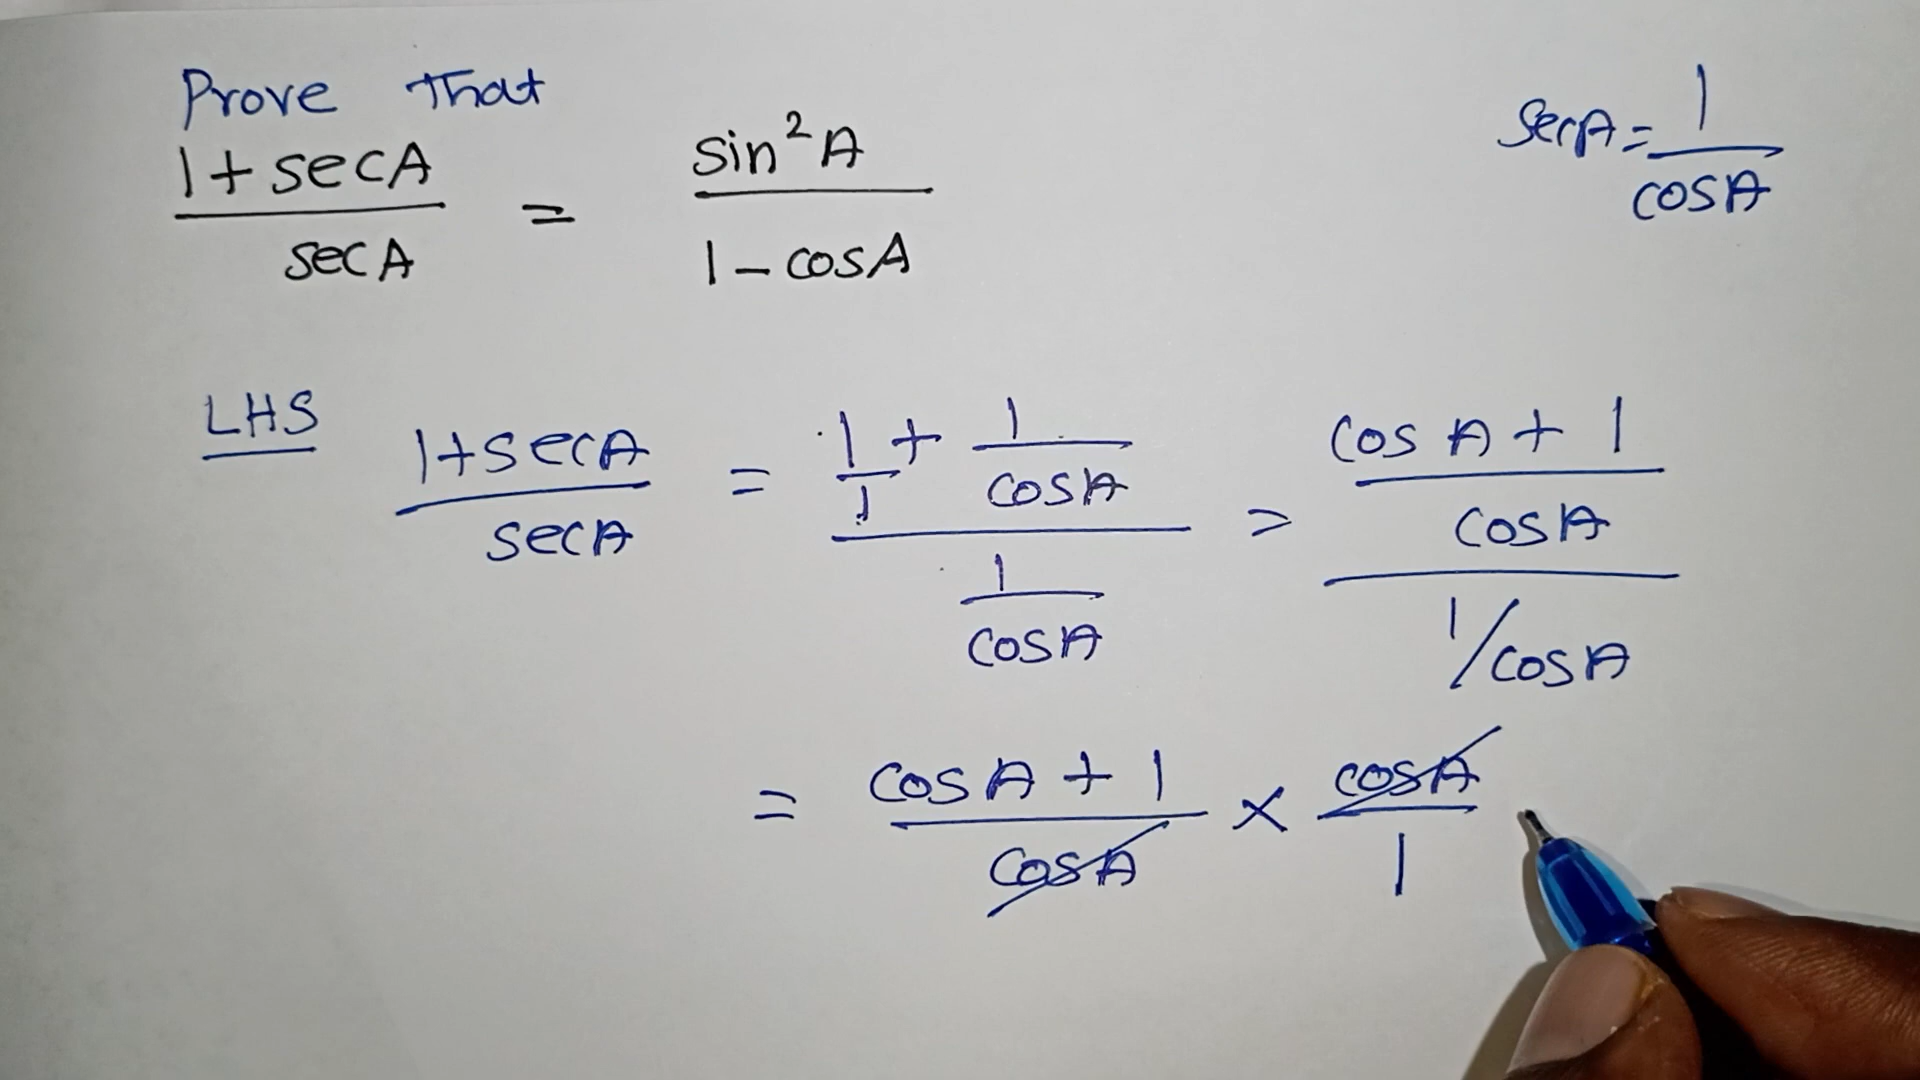 Prove that
(1 + secA)/(secA) = (sin²A)/(1 - cosA)
secA = 1/(cosA)
LHS
(1+secA)/(secA) = (1/1 + 1/(cosA))/(1/(cosA)) = ((cosA + 1)/(cosA))/(1/cosA)
= (cosA + 1)/(cosA) × (cosA)/1